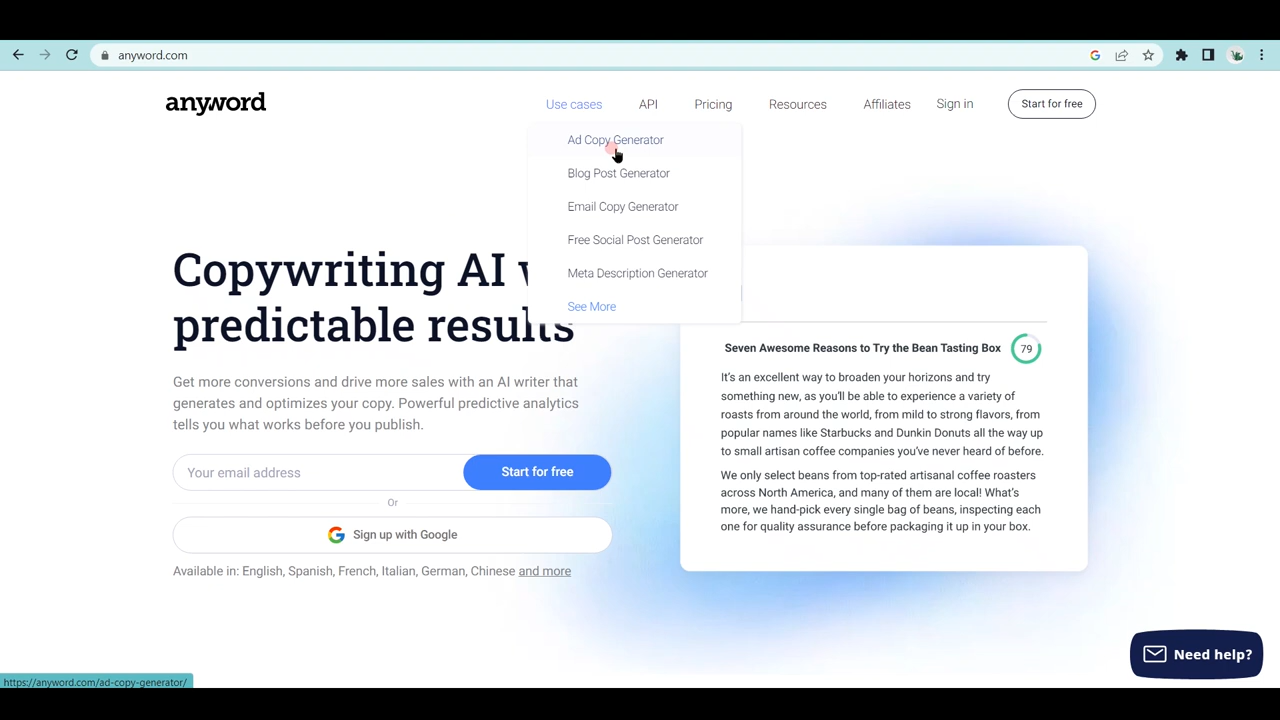 anyword.com
anyword
Use cases
API
Pricing
Resources
Affiliates
Sign in
Start for free
Ad Copy Generator
Blog Post Generator
Email Copy Generator
Free Social Post Generator
Meta Description Generator
See More
Copywriting AI
predictable results
Get more conversions and drive more sales with an AI writer that
generates and optimizes your copy. Powerful predictive analytics
tells you what works before you publish.
Your email address
Start for free
Or
Sign up with Google
Available in: English, Spanish, French, Italian, German, Chinese and more
Seven Awesome Reasons to Try the Bean Tasting Box
79
It's an excellent way to broaden your horizons and try
something new, as you'll be able to experience a variety of
roasts from around the world, from mild to strong flavors, from
popular names like Starbucks and Dunkin Donuts all the way up
to small artisan coffee companies you've never heard of before.
We only select beans from top-rated artisanal coffee roasters
across North America, and many of them are local! What's
more, we hand-pick every single bag of beans, inspecting each
one for quality assurance before packaging it up in your box.
Need help?
https://anyword.com/ad-copy-generator/